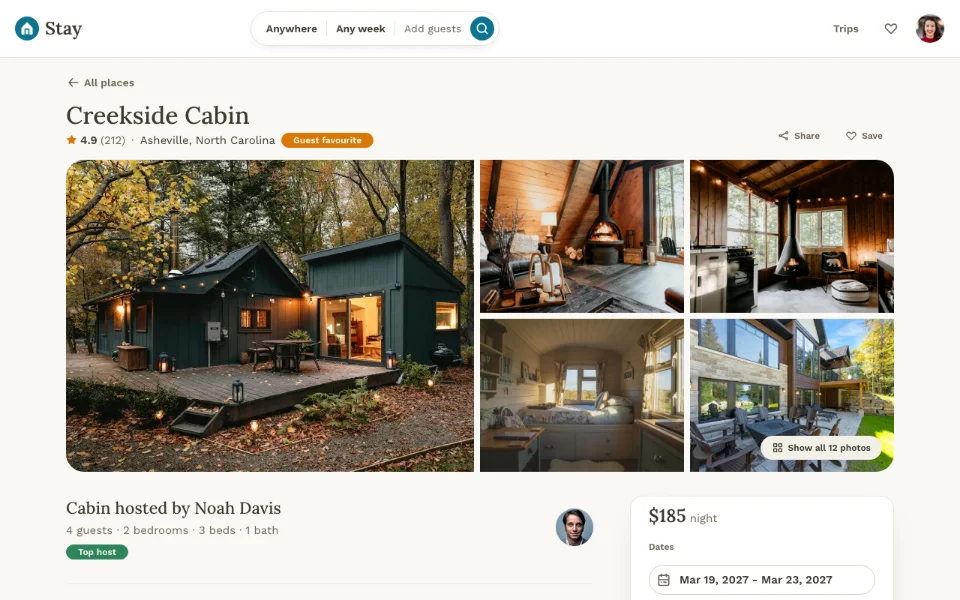 Stay
Anywhere Any week Add guests
Trips
All places
Creekside Cabin
4.9 (212) · Asheville, North Carolina Guest favourite
Share Save
Show all 12 photos
Cabin hosted by Noah Davis
4 guests · 2 bedrooms · 3 beds · 1 bath
Top host
$185 night
Dates
Mar 19, 2027 - Mar 23, 2027